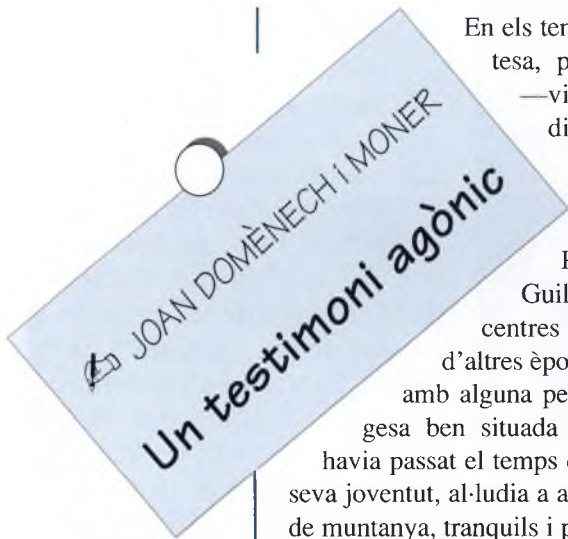 JOAN DOMÈNECH i MONER
Un testimoni agònic
En els ter
tesa, p
—vi
di
Guil
centres
d'altres èpo
amb alguna pe
gesa ben situada
havia passat el temps
seva joventut, al·ludia a a
de muntanya, tranquils i p